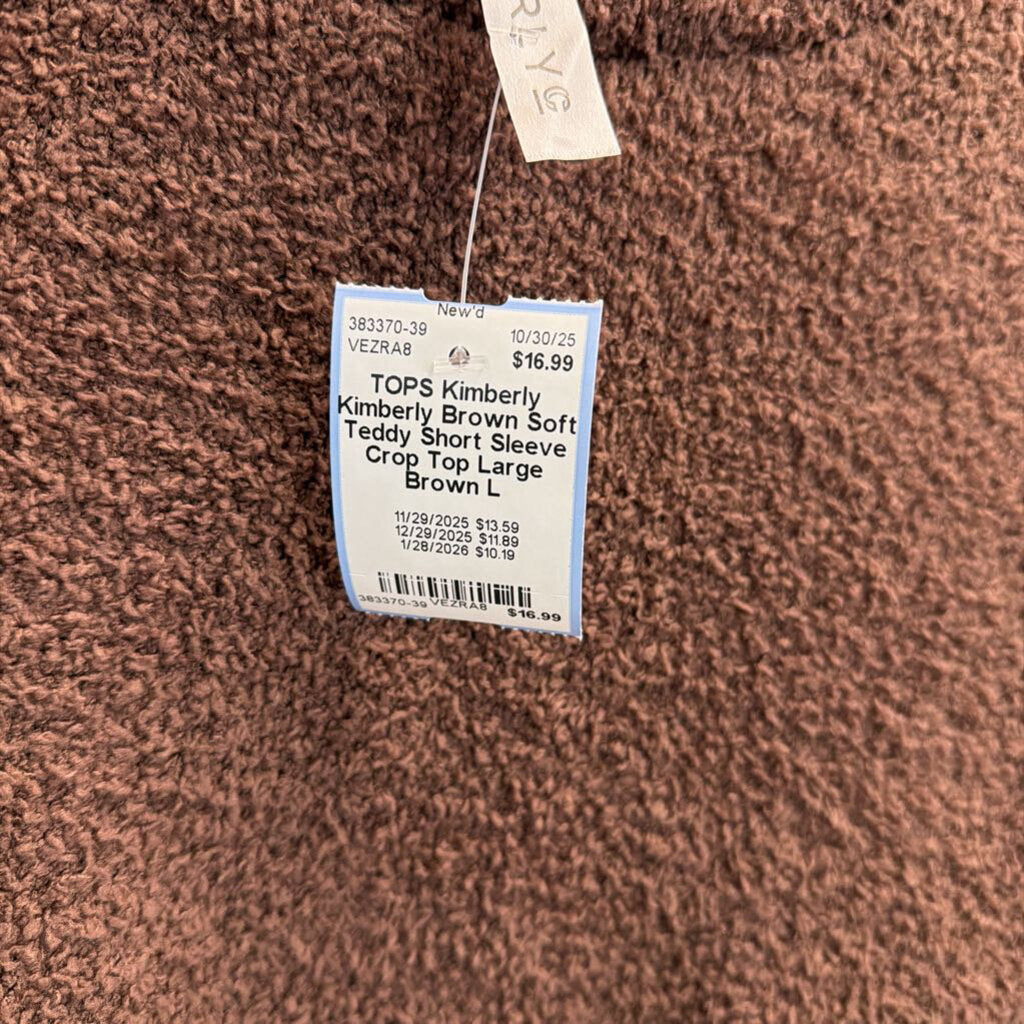 RLY C
New'd
383370-39
10/30/25
VEZRA8
$16.99
TOPS Kimberly
Kimberly Brown Soft
Teddy Short Sleeve
Crop Top Large
Brown L
11/29/2025 $13.59
12/29/2025 $11.89
1/28/2026 $10.19
383370-39 VEZRA8 $16.99